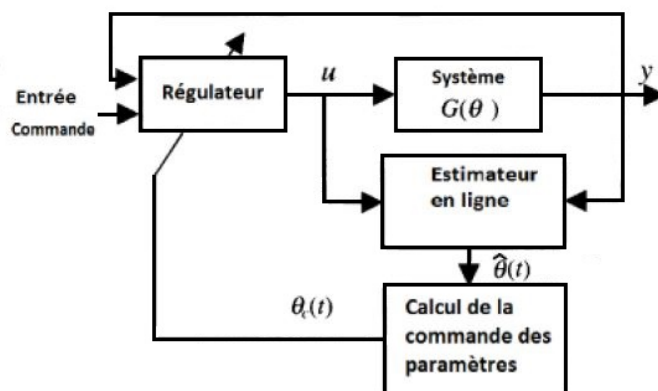 Entrée
Commande
Régulateur
u
Système
G(θ )
y
Estimateur
en ligne
θ̂(t)
θc(t)
Calcul de la
commande des
paramètres